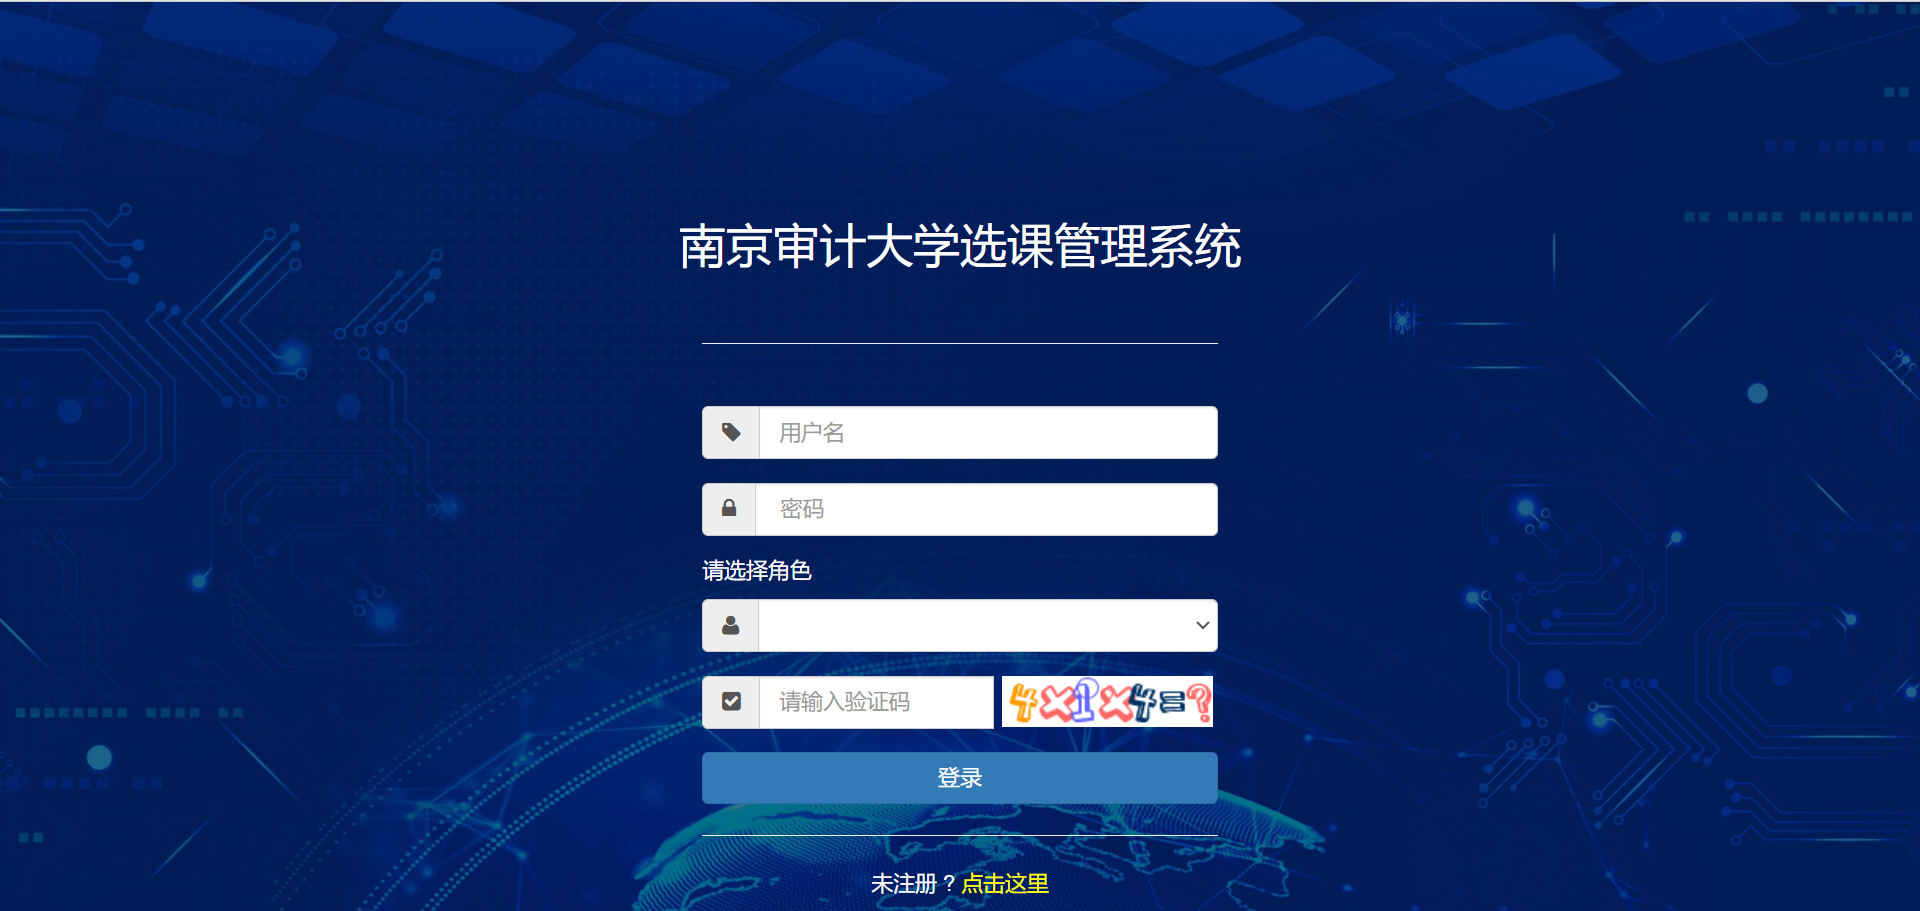 南京审计大学选课管理系统
用户名
密码
请选择角色
请输入验证码
4×1×4=?
登录
未注册？点击这里